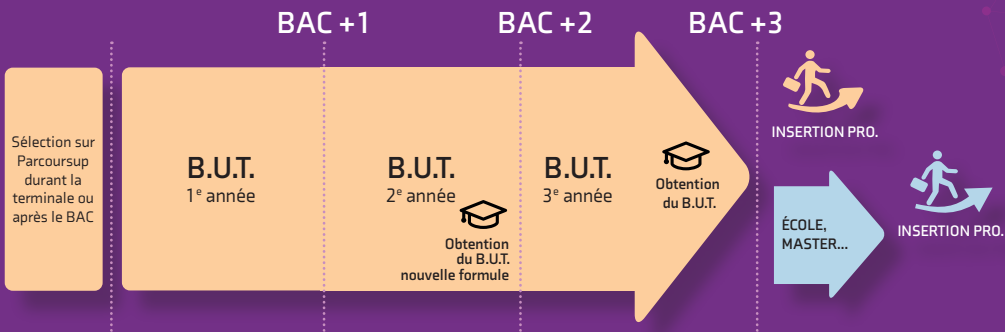 BAC +1
BAC +2
BAC +3
Sélection sur
Parcoursup
durant la
terminale ou
après le BAC
B.U.T.
1e année
B.U.T.
2e année
Obtention
du B.U.T.
nouvelle formule
B.U.T.
3e année
Obtention
du B.U.T.
INSERTION PRO.
ÉCOLE,
MASTER...
INSERTION PRO.